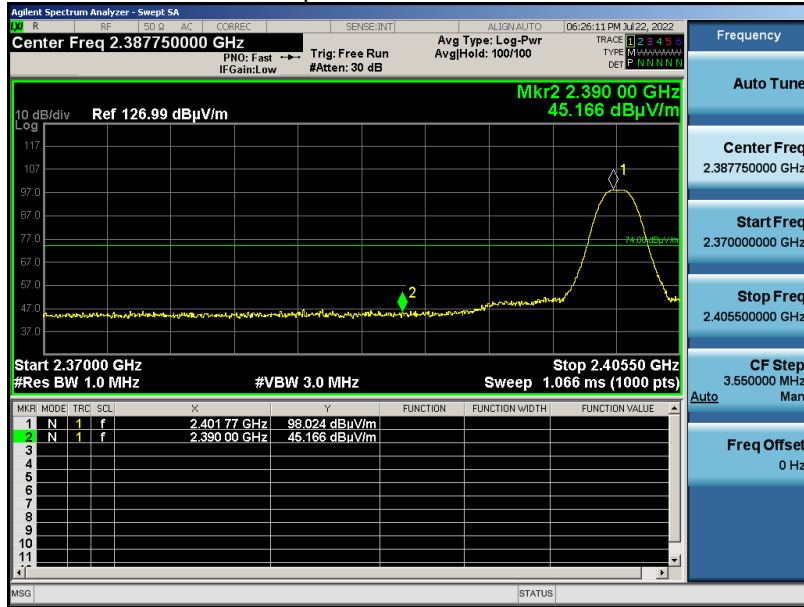 Agilent Spectrum Analyzer - Swept SA
LXI R RF 50 Ω AC CORREC SENSE:INT ALIGN AUTO 06:26:11 PM Jul 22, 2022
Center Freq 2.387750000 GHz
PNO: Fast
IFGain:Low
Trig: Free Run
#Atten: 30 dB
Avg Type: Log-Pwr
Avg|Hold: 100/100
TRACE 1 2 3 4 5 6
TYPE M
DET P N N N N N
Mkr2 2.390 00 GHz
45.166 dBµV/m
10 dB/div Ref 126.99 dBµV/m
Log
117
107
97.0
87.0
77.0
67.0
57.0
47.0
37.0
1
2
74.00 dBµV/m
Start 2.37000 GHz Stop 2.40550 GHz
#Res BW 1.0 MHz #VBW 3.0 MHz Sweep 1.066 ms (1000 pts)
MKR MODE TRC SCL X Y FUNCTION FUNCTION WIDTH FUNCTION VALUE
1 N 1 f 2.401 77 GHz 98.024 dBµV/m
2 N 1 f 2.390 00 GHz 45.166 dBµV/m
3
4
5
6
7
8
9
10
11
MSG STATUS
Frequency
Auto Tune
Center Freq
2.387750000 GHz
Start Freq
2.370000000 GHz
Stop Freq
2.405500000 GHz
CF Step
3.550000 MHz
Auto Man
Freq Offset
0 Hz